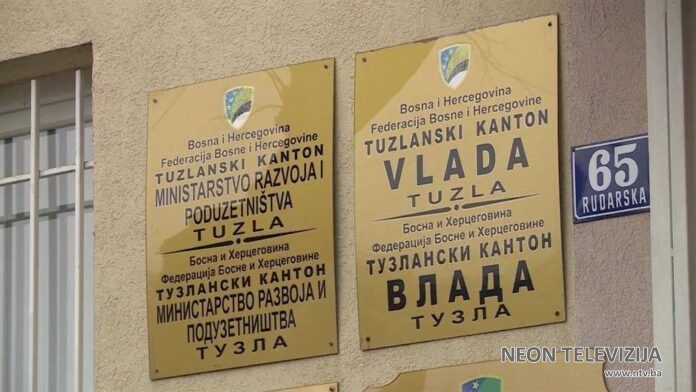 Bosna i Hercegovina
Federacija Bosne i Hercegovine
TUZLANSKI KANTON
MINISTARSTVO RAZVOJA I
PODUZETNIŠTVA
TUZLA
Босна и Херцеговина
Федерација Босне и Херцеговине
ТУЗЛАНСКИ КАНТОН
МИНИСТАРСТВО РАЗВОЈА И
ПОДУЗЕТНИШТВА
ТУЗЛА
Bosna i Hercegovina
Federacija Bosne i Hercegovine
TUZLANSKI KANTON
VLADA
TUZLA
Босна и Херцеговина
Федерација Босне и Херцеговине
ТУЗЛАНСКИ КАНТОН
ВЛАДА
ТУЗЛА
65
RUDARSKA
NEON TELEVIZIJA
www.ntv.ba